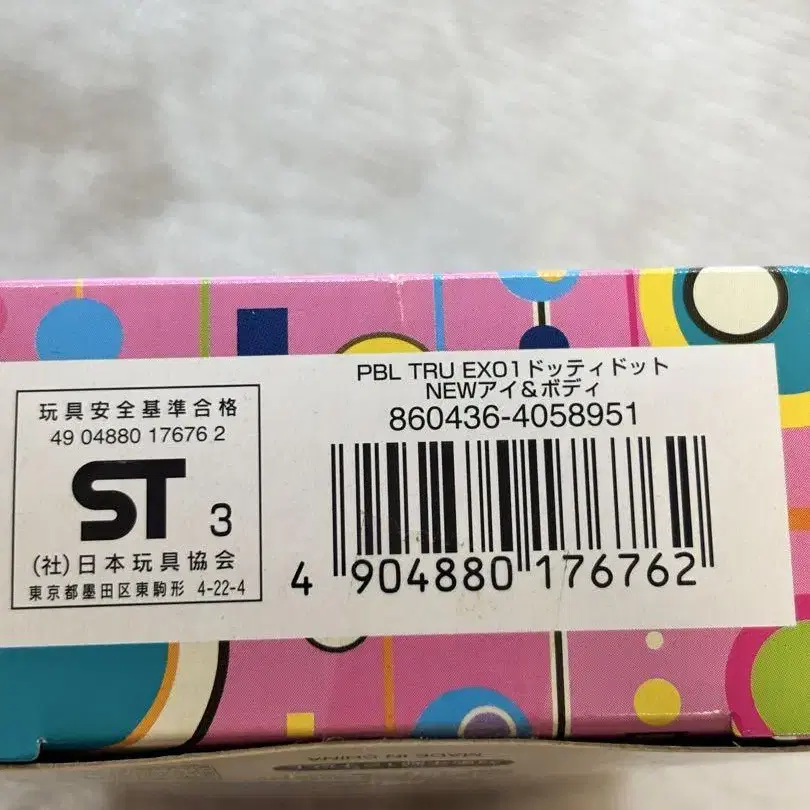 玩具安全基準合格
49 04880 17676 2
ST 3
(社)日本玩具協会
東京都墨田区東駒形 4-22-4
PBL TRU EX01ドッティドット
NEWアイ&ボディ
860436-4058951
4 904880 176762
MADE IN CHINA